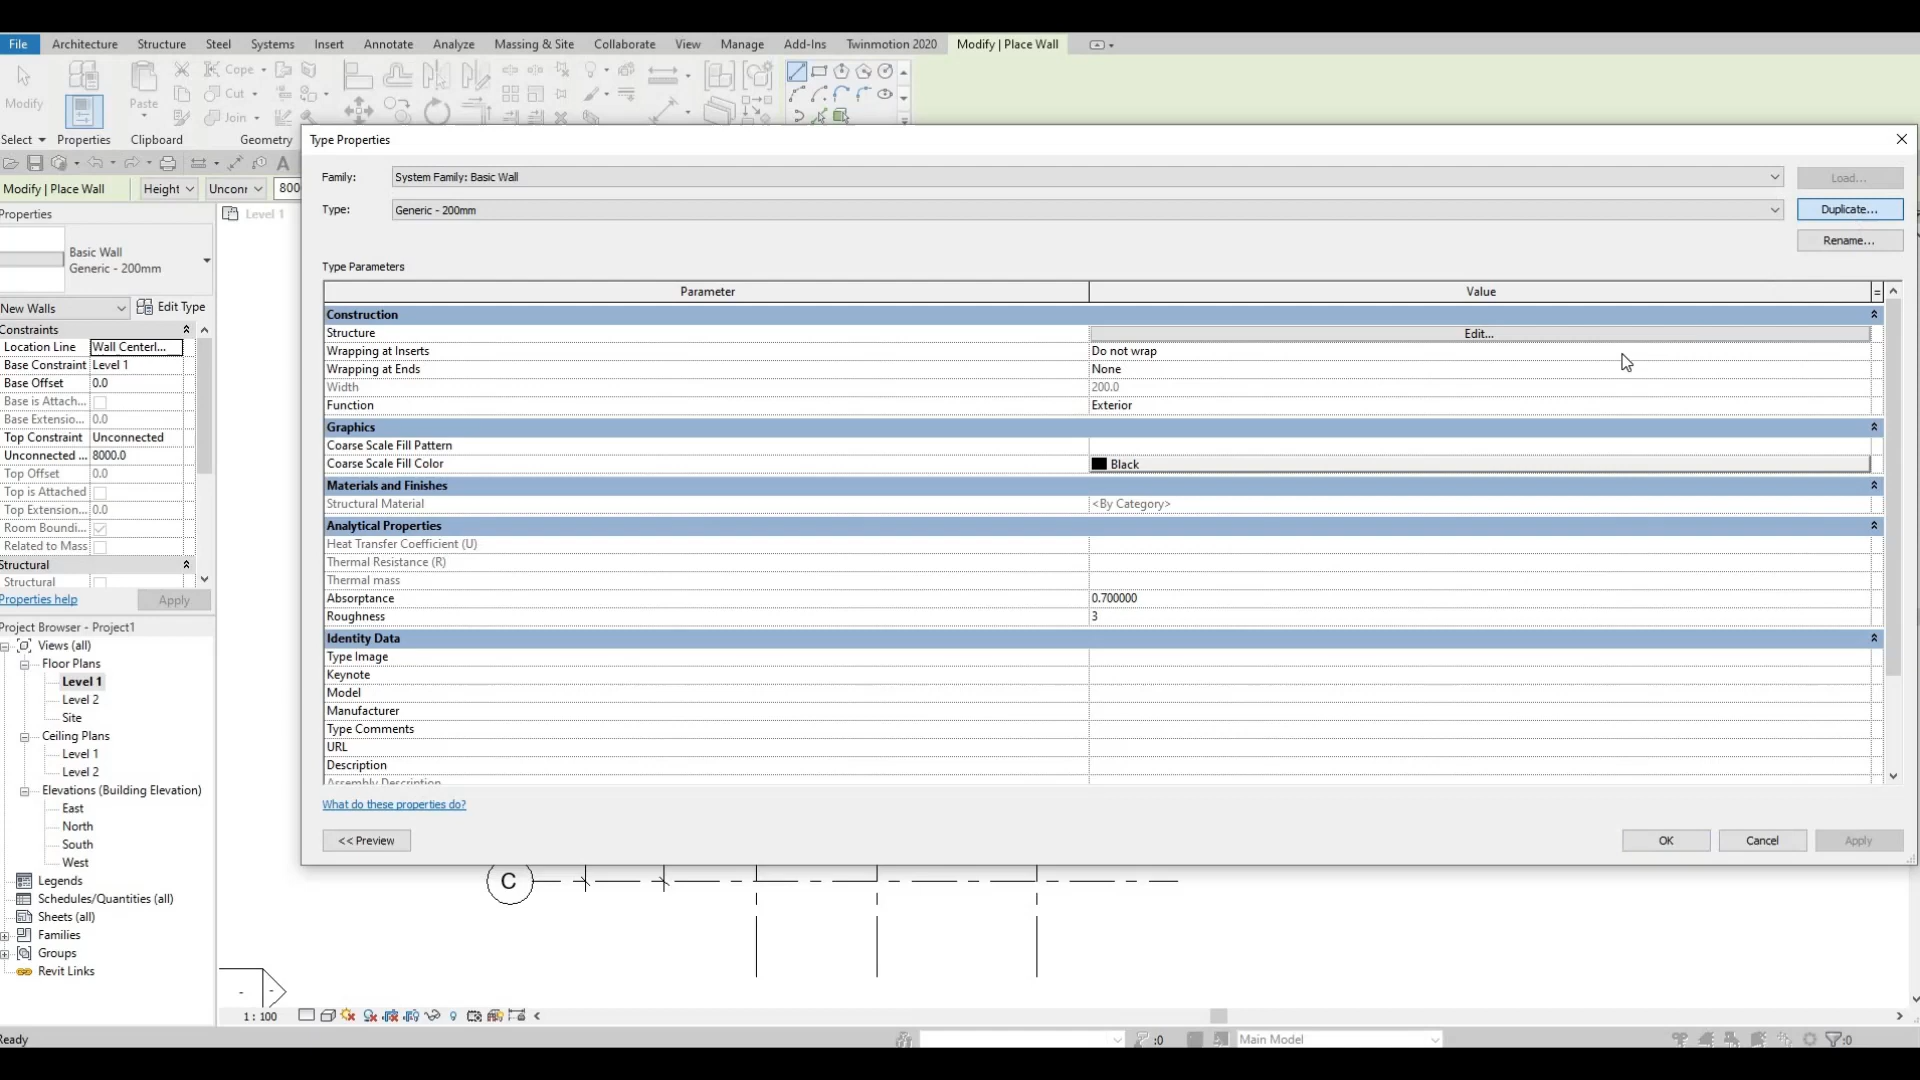 File Architecture Structure Steel Systems Insert Annotate Analyze Massing & Site Collaborate View Manage Add-Ins Twinmotion 2020 Modify | Place Wall
Modify Paste Cope Cut Join
Select Properties Clipboard Geometry
Modify | Place Wall Height Unconr 800
Properties
Level 1
Basic Wall
Generic - 200mm
New Walls Edit Type
Constraints
Location Line Wall Centerl...
Base Constraint Level 1
Base Offset 0.0
Base is Attach...
Base Extensio... 0.0
Top Constraint Unconnected
Unconnected ... 8000.0
Top Offset 0.0
Top is Attached
Top Extension... 0.0
Room Boundi...
Related to Mass
Structural
Structural
Properties help Apply
Project Browser - Project1
Views (all)
Floor Plans
Level 1
Level 2
Site
Ceiling Plans
Level 1
Level 2
Elevations (Building Elevation)
East
North
South
West
Legends
Schedules/Quantities (all)
Sheets (all)
Families
Groups
Revit Links
Type Properties
Family: System Family: Basic Wall Load...
Type: Generic - 200mm Duplicate...
Rename...
Type Parameters
Parameter Value =
Construction
Structure Edit...
Wrapping at Inserts Do not wrap
Wrapping at Ends None
Width 200.0
Function Exterior
Graphics
Coarse Scale Fill Pattern
Coarse Scale Fill Color Black
Materials and Finishes
Structural Material <By Category>
Analytical Properties
Heat Transfer Coefficient (U)
Thermal Resistance (R)
Thermal mass
Absorptance 0.700000
Roughness 3
Identity Data
Type Image
Keynote
Model
Manufacturer
Type Comments
URL
Description
Assembly Description
What do these properties do?
<< Preview OK Cancel Apply
C
1 : 100
Ready :0 Main Model :0